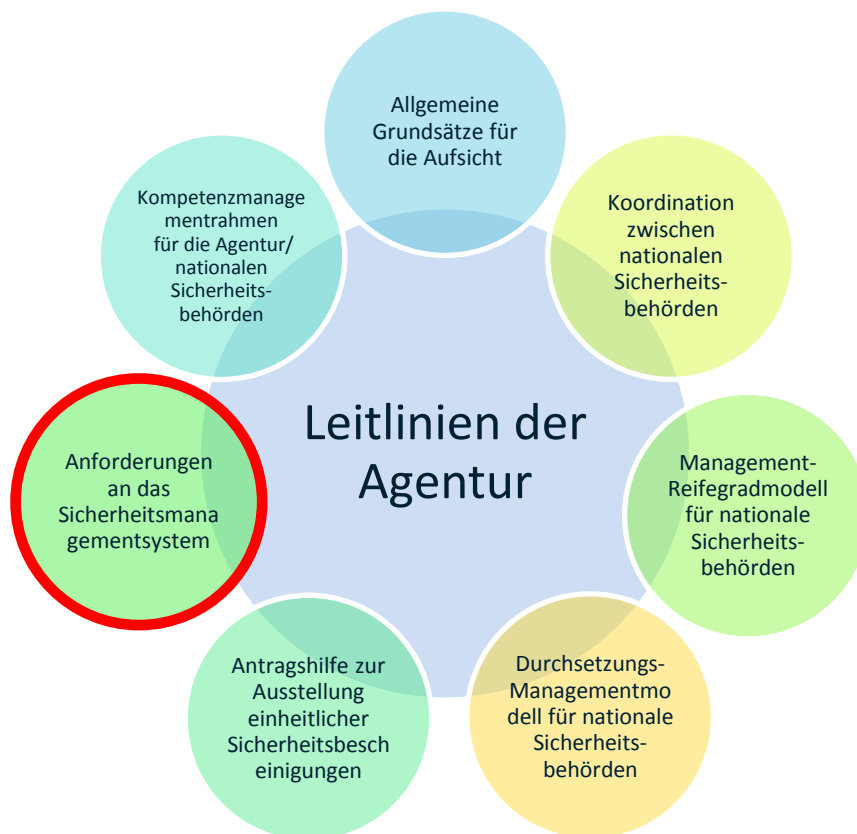 Allgemeine
Grundsätze für
die Aufsicht
Koordination
zwischen
nationalen
Sicherheits-
behörden
Management-
Reifegradmodell
für nationale
Sicherheits-
behörden
Durchsetzungs-
Managementmo
dell für nationale
Sicherheits-
behörden
Antragshilfe zur
Ausstellung
einheitlicher
Sicherheitsbesch
einigungen
Anforderungen
an das
Sicherheitsmana
gementsystem
Kompetenzmanage
mentrahmen
für die Agentur/
nationalen
Sicherheits-
behörden
Leitlinien der
Agentur